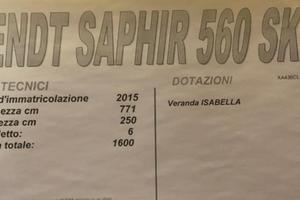 ENDT SAPHIR 560 SK
TECNICI
DOTAZIONI
d'immatricolazione 2015
ezza cm 771
ezza cm 250
letto: 6
totale: 1600
Veranda ISABELLA